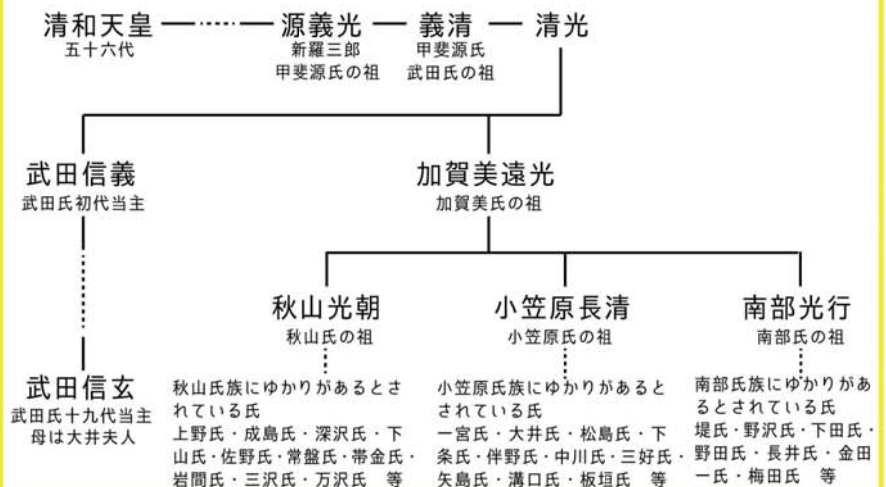 清和天皇
五十六代
源義光
新羅三郎
甲斐源氏の祖
義清
甲斐源氏
武田氏の祖
清光
武田信義
武田氏初代当主
加賀美遠光
加賀美氏の祖
秋山光朝
秋山氏の祖
小笠原長清
小笠原氏の祖
南部光行
南部氏の祖
武田信玄
武田氏十九代当主
母は大井夫人
秋山氏族にゆかりがあるとさ
れている氏
上野氏・成島氏・深沢氏・下
山氏・佐野氏・常盤氏・帯金氏・
岩間氏・三沢氏・万沢氏　等
小笠原氏族にゆかりがあると
されている氏
一宮氏・大井氏・松島氏・下
条氏・伴野氏・中川氏・三好氏・
矢島氏・溝口氏・板垣氏　等
南部氏族にゆかりがあ
るとされている氏
堤氏・野沢氏・下田氏・
野田氏・長井氏・金田
一氏・梅田氏　等